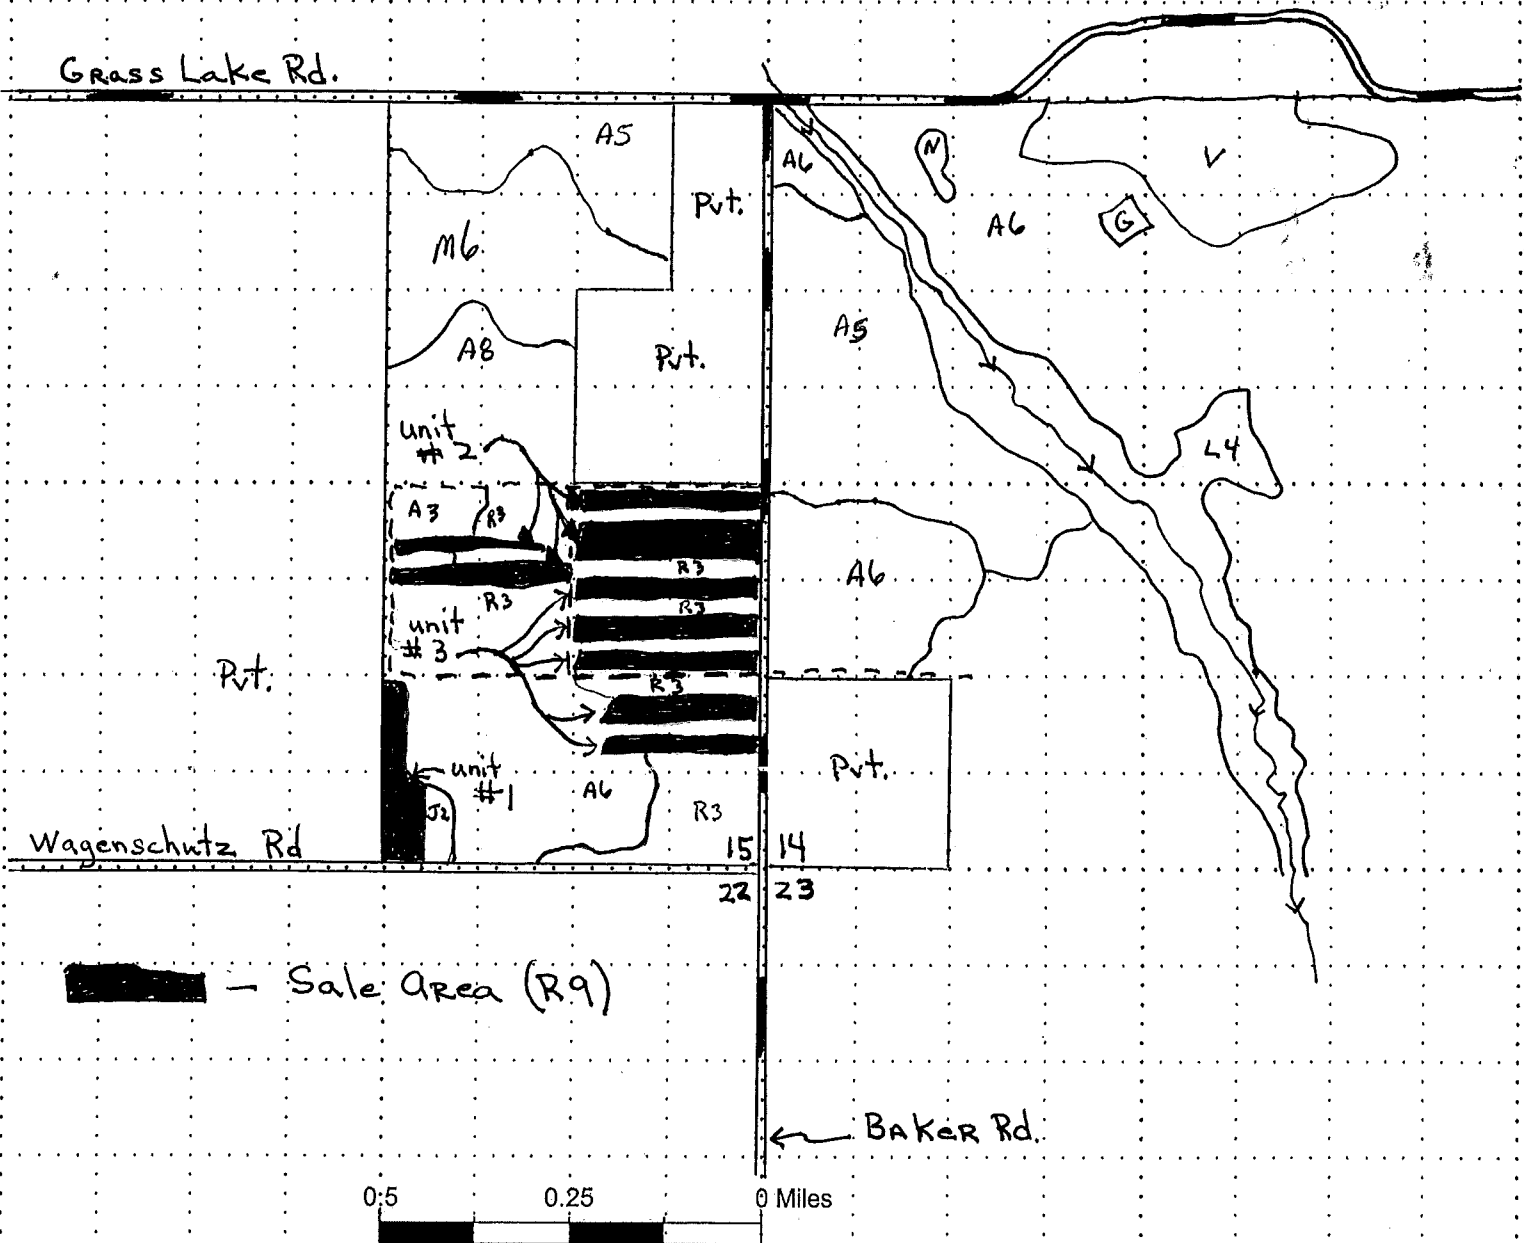 Grass Lake Rd.
A5
A6
N
V
Pvt.
A6
G
M6
A5
A8
Pvt.
unit
#2
L4
A3
R3
R3
A6
R3
R3
unit
#3
Pvt.
R3
unit
#1
A6
Pvt.
J2
R3
Wagenschutz Rd
15 14
22 23
- Sale Area (R9)
BAKER Rd.
0.5 0.25 0 Miles